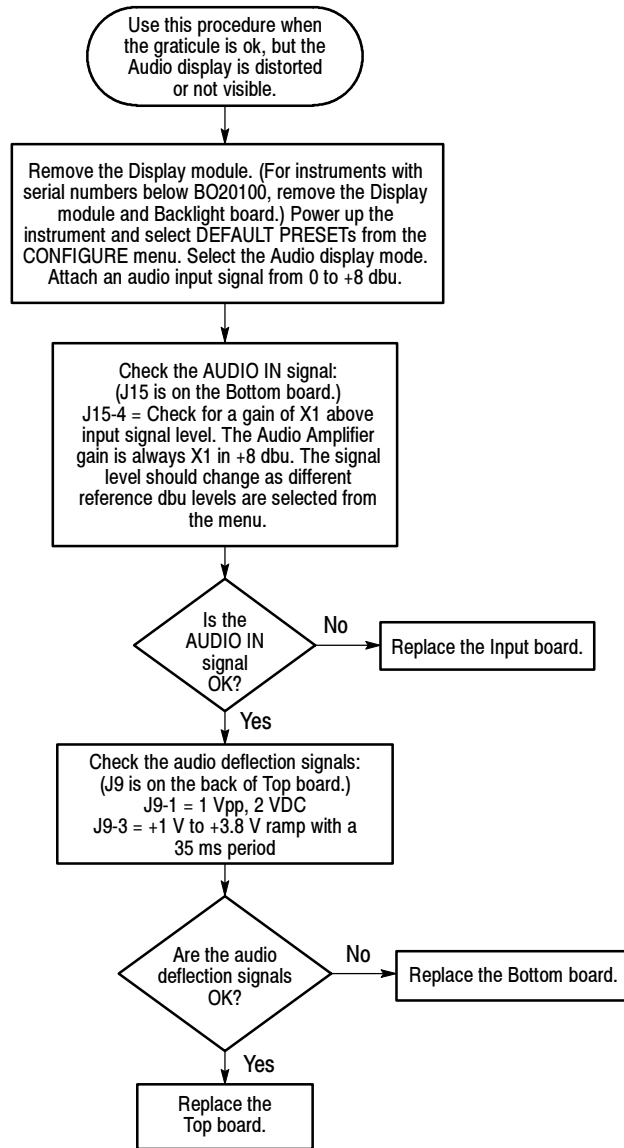 Use this procedure when
the graticule is ok, but the
Audio display is distorted
or not visible.
Remove the Display module. (For instruments with
serial numbers below BO20100, remove the Display
module and Backlight board.) Power up the
instrument and select DEFAULT PRESETs from the
CONFIGURE menu. Select the Audio display mode.
Attach an audio input signal from 0 to +8 dbu.
Check the AUDIO IN signal:
(J15 is on the Bottom board.)
J15-4 = Check for a gain of X1 above
input signal level. The Audio Amplifier
gain is always X1 in +8 dbu. The signal
level should change as different
reference dbu levels are selected from
the menu.
Is the
AUDIO IN
signal
OK?
No
Replace the Input board.
Yes
Check the audio deflection signals:
(J9 is on the back of Top board.)
J9-1 = 1 Vpp, 2 VDC
J9-3 = +1 V to +3.8 V ramp with a
35 ms period
Are the audio
deflection signals
OK?
No
Replace the Bottom board.
Yes
Replace the
Top board.